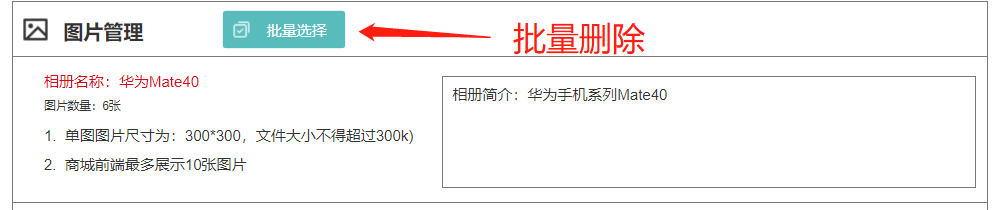 图片管理
批量选择
批量删除
相册名称：华为Mate40
图片数量：6张
1. 单图图片尺寸为：300*300，文件大小不得超过300k)
2. 商城前端最多展示10张图片
相册简介：华为手机系列Mate40